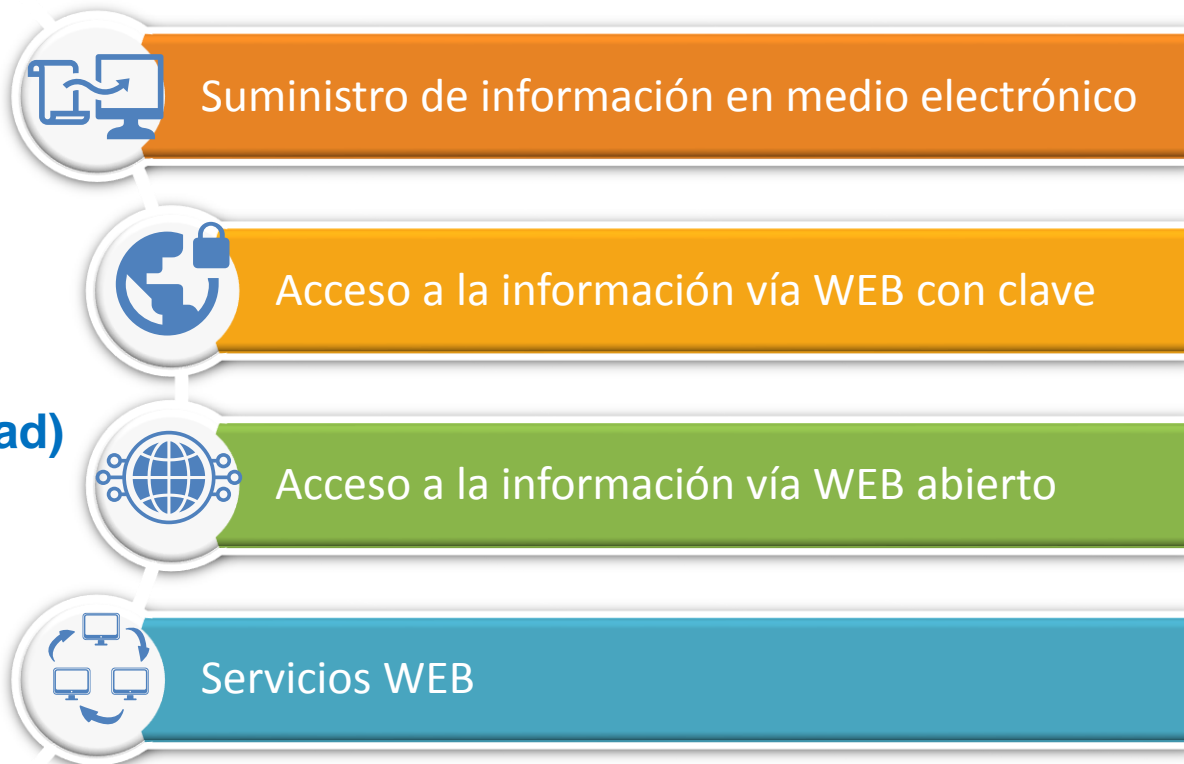 Suministro de información en medio electrónico
Acceso a la información vía WEB con clave
ad)
Acceso a la información vía WEB abierto
Servicios WEB